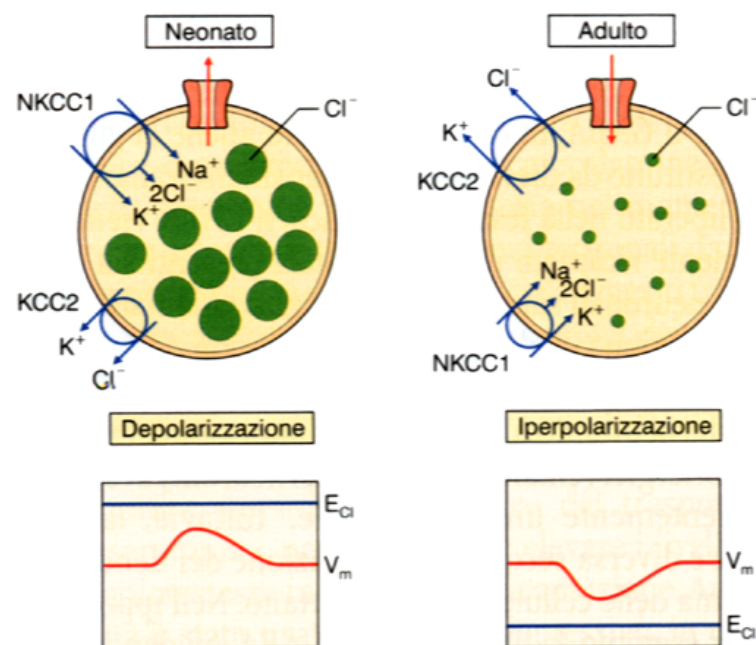 Neonato
NKCC1
Cl⁻
Na⁺
2Cl⁻
K⁺
KCC2
K⁺
Cl⁻
Depolarizzazione
E_Cl
V_m
Adulto
Cl⁻
K⁺
KCC2
Cl⁻
Na⁺
2Cl⁻
K⁺
NKCC1
Iperpolarizzazione
V_m
E_Cl